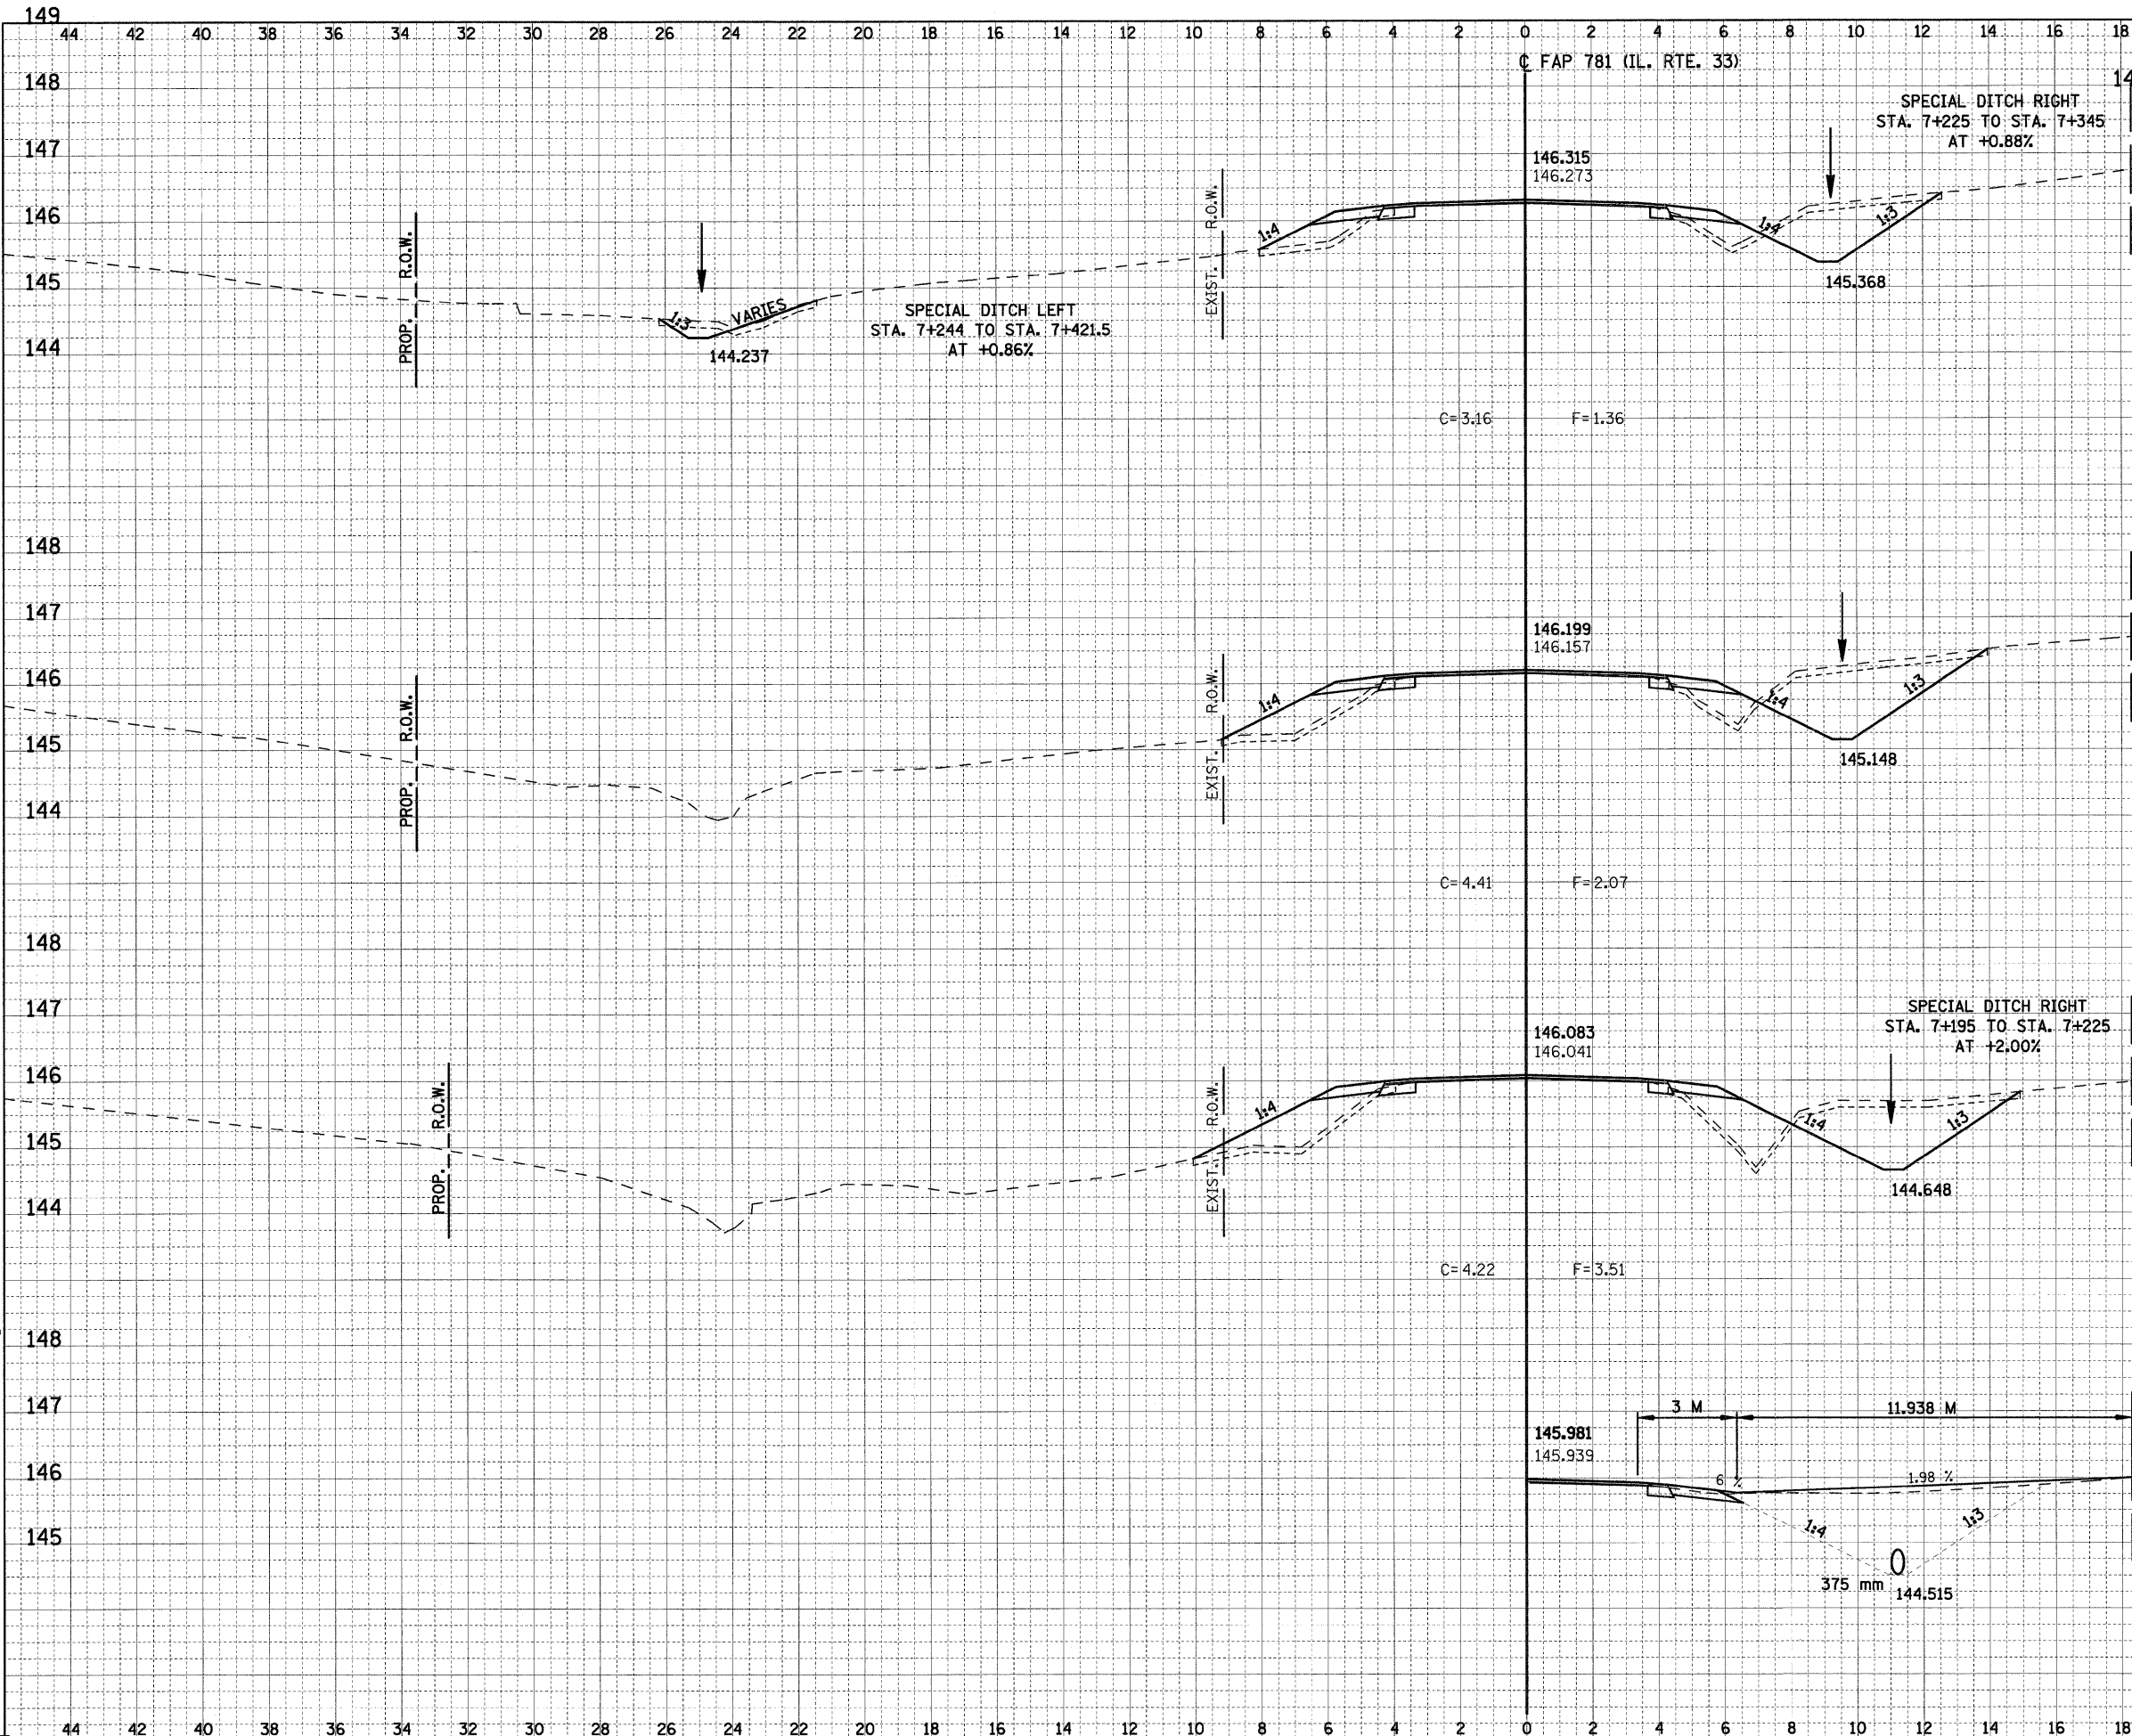 149
44 42 40 38 36 34 32 30 28 26 24 22 20 18 16 14 12 10 8 6 4 2 0 2 4 6 8 10 12 14 16 18
℄ FAP 781 (IL. RTE. 33)
148
14
SPECIAL DITCH RIGHT
STA. 7+225 TO STA. 7+345
AT +0.88%
147
146.315
146.273
146
PROP. R.O.W.
EXIST. R.O.W.
1:4
1:4
1:3
145.368
145
1:3
VARIES
SPECIAL DITCH LEFT
STA. 7+244 TO STA. 7+421.5
AT +0.86%
144
144.237
C=3.16 F=1.36
148
147
146.199
146.157
146
PROP. R.O.W.
EXIST. R.O.W.
1:4
1:4
1:3
145
145.148
144
C=4.41 F=2.07
148
147
SPECIAL DITCH RIGHT
STA. 7+195 TO STA. 7+225
AT +2.00%
146.083
146.041
146
PROP. R.O.W.
EXIST. R.O.W.
1:4
1:4
1:3
145
144.648
144
C=4.22 F=3.51
148
147
3 M 11.938 M
145.981
145.939
146
6 % 1.98 %
1:4
1:3
145
375 mm 144.515
44 42 40 38 36 34 32 30 28 26 24 22 20 18 16 14 12 10 8 6 4 2 0 2 4 6 8 10 12 14 16 18